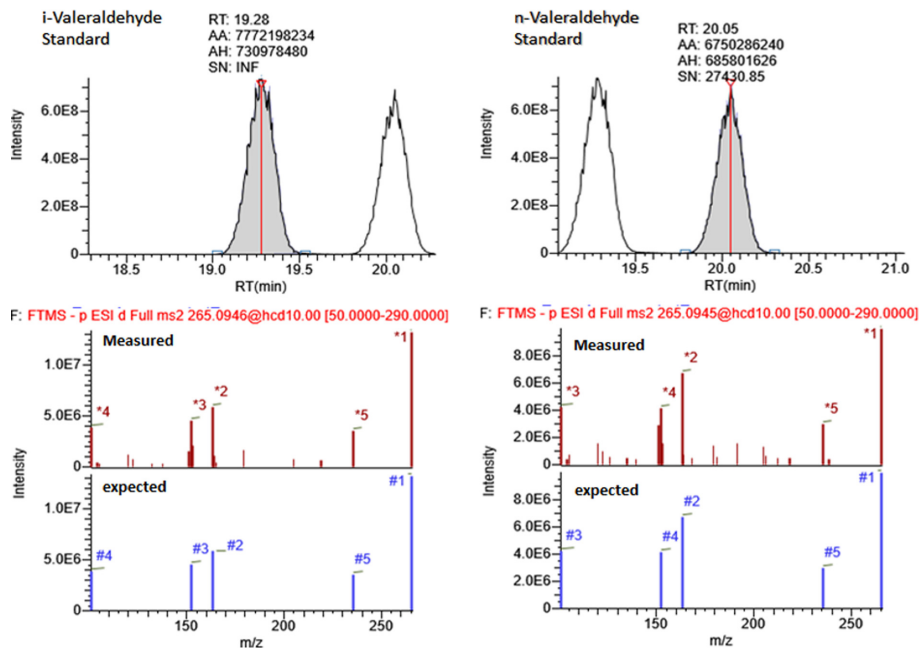 i-Valeraldehyde
Standard
RT: 19.28
AA: 7772198234
AH: 730978480
SN: INF
Intensity
6.0E8
4.0E8
2.0E8
0
18.5
19.0
19.5
20.0
RT(min)
n-Valeraldehyde
Standard
RT: 20.05
AA: 6750286240
AH: 685801626
SN: 27430.85
Intensity
6.0E8
4.0E8
2.0E8
0
19.5
20.0
20.5
21.0
RT(min)
F: FTMS - p ESI d Full ms2 265.0946@hcd10.00 [50.0000-290.0000]
Measured
Intensity
1.0E7
5.0E6
0.0E0
*4
*3
*2
*5
*1
expected
Intensity
1.0E7
5.0E6
0
#4
#3
#2
#5
#1
150
200
250
m/z
F: FTMS - p ESI d Full ms2 265.0945@hcd10.00 [50.0000-290.0000]
Measured
Intensity
8.0E6
6.0E6
4.0E6
2.0E6
0.0E0
*3
*4
*2
*5
*1
expected
Intensity
8.0E6
6.0E6
4.0E6
2.0E6
0
#3
#4
#2
#5
#1
150
200
250
m/z